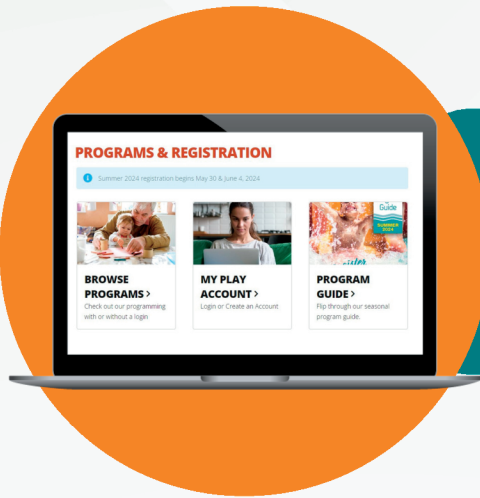 PROGRAMS & REGISTRATION
Summer 2024 registration begins May 30 & June 4, 2024
BROWSE
PROGRAMS >
Check out our programming
with or without a login
MY PLAY
ACCOUNT >
Login or Create an Account
Guide
SUMMER
2024
PROGRAM
GUIDE >
Flip through our seasonal
program guide.